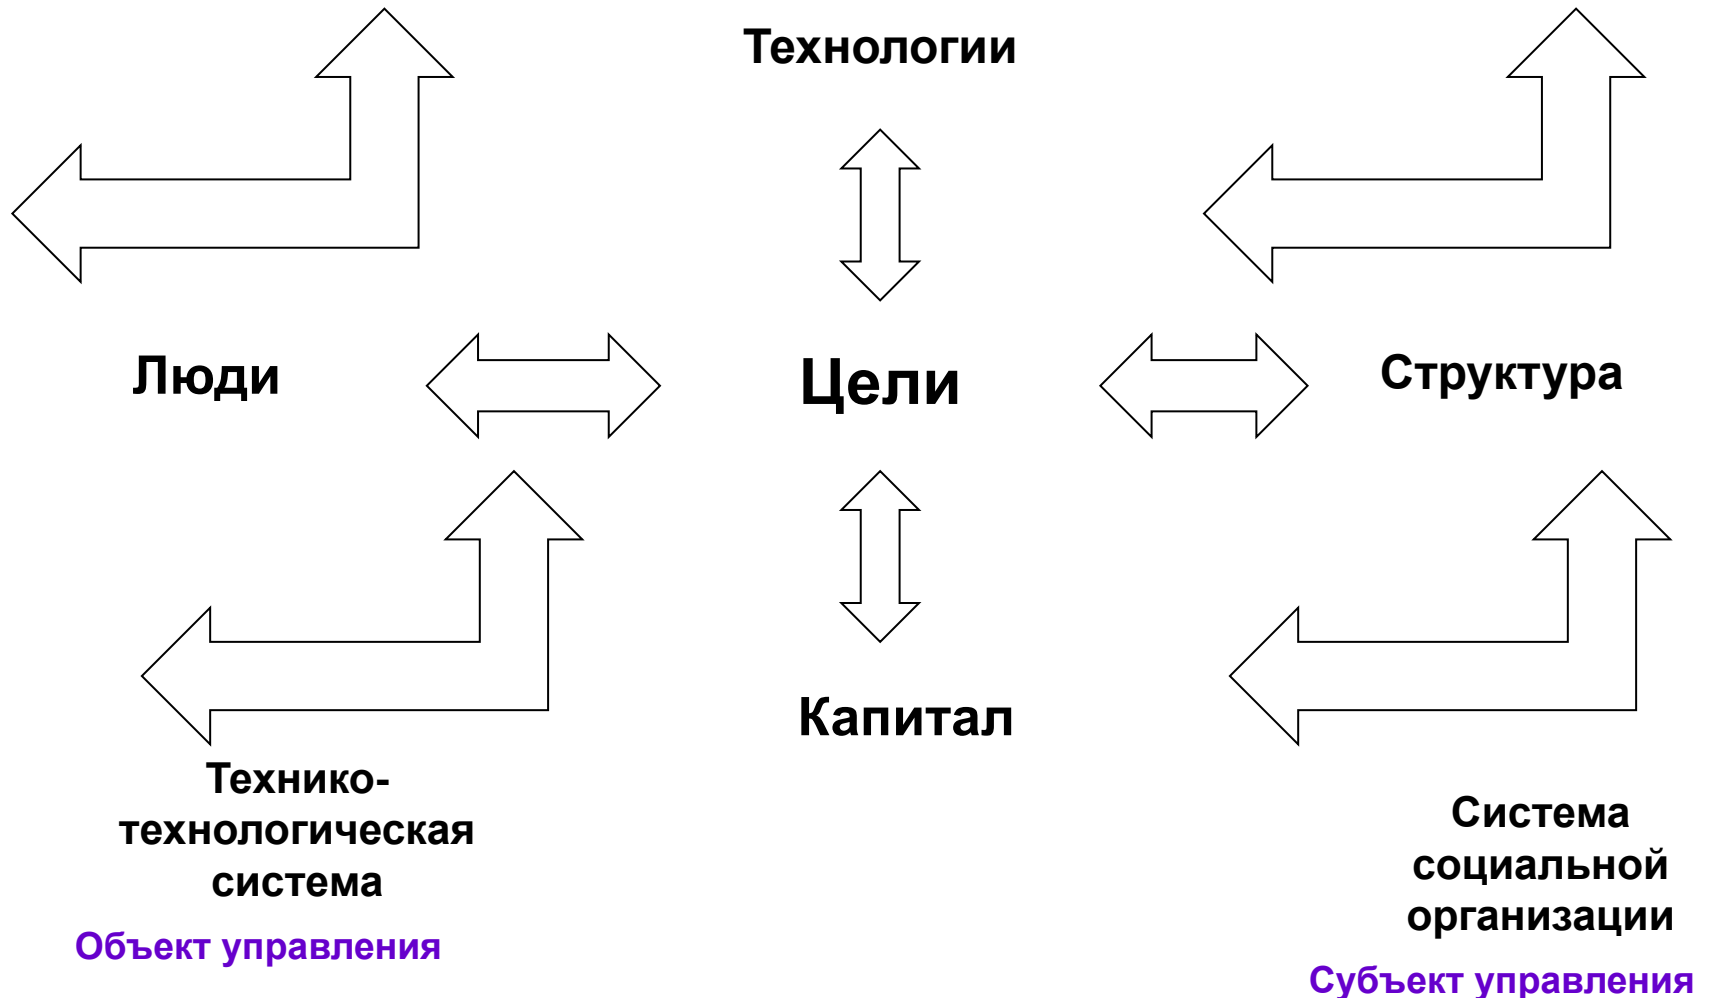 Технологии
Люди
Цели
Структура
Капитал
Технико-
технологическая
система
Объект управления
Система
социальной
организации
Субъект управления